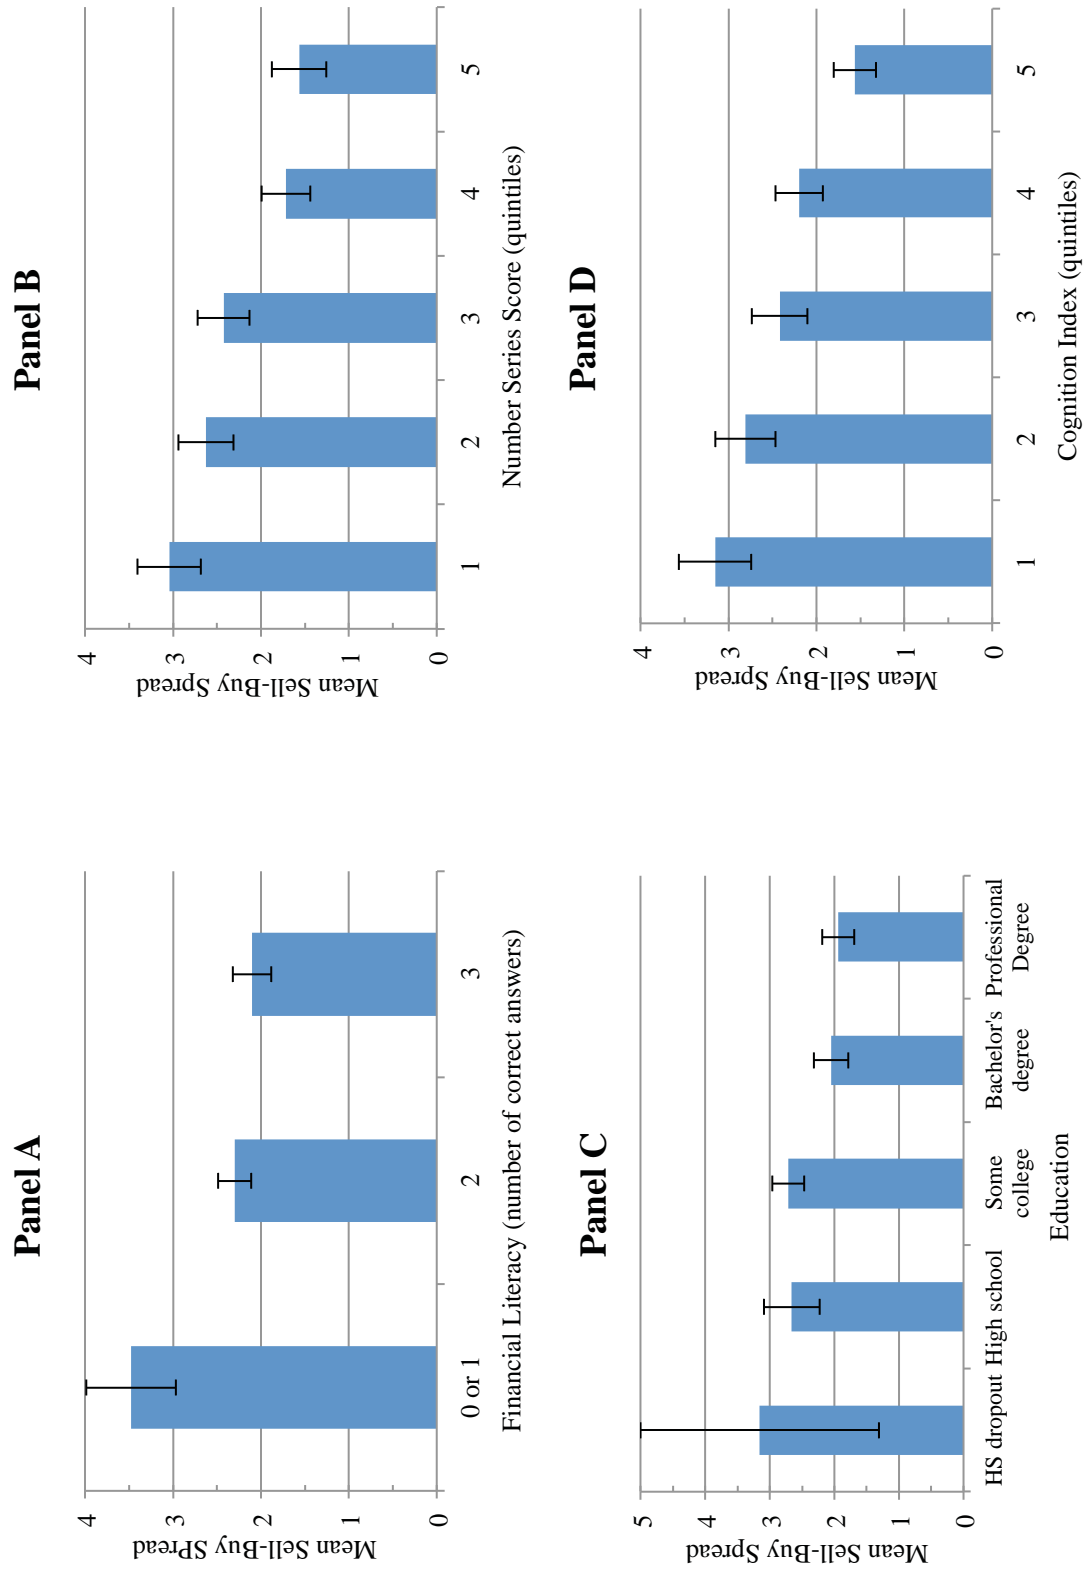 Panel A
Mean Sell-Buy SPread
4
3
2
1
0
0 or 1 2 3
Financial Literacy (number of correct answers)
Panel B
Mean Sell-Buy Spread
4
3
2
1
0
1 2 3 4 5
Number Series Score (quintiles)
Panel C
Mean Sell-Buy Spread
5
4
3
2
1
0
HS dropout High school Some college Bachelor's degree Professional Degree
Education
Panel D
Mean Sell-Buy Spread
4
3
2
1
0
1 2 3 4 5
Cognition Index (quintiles)